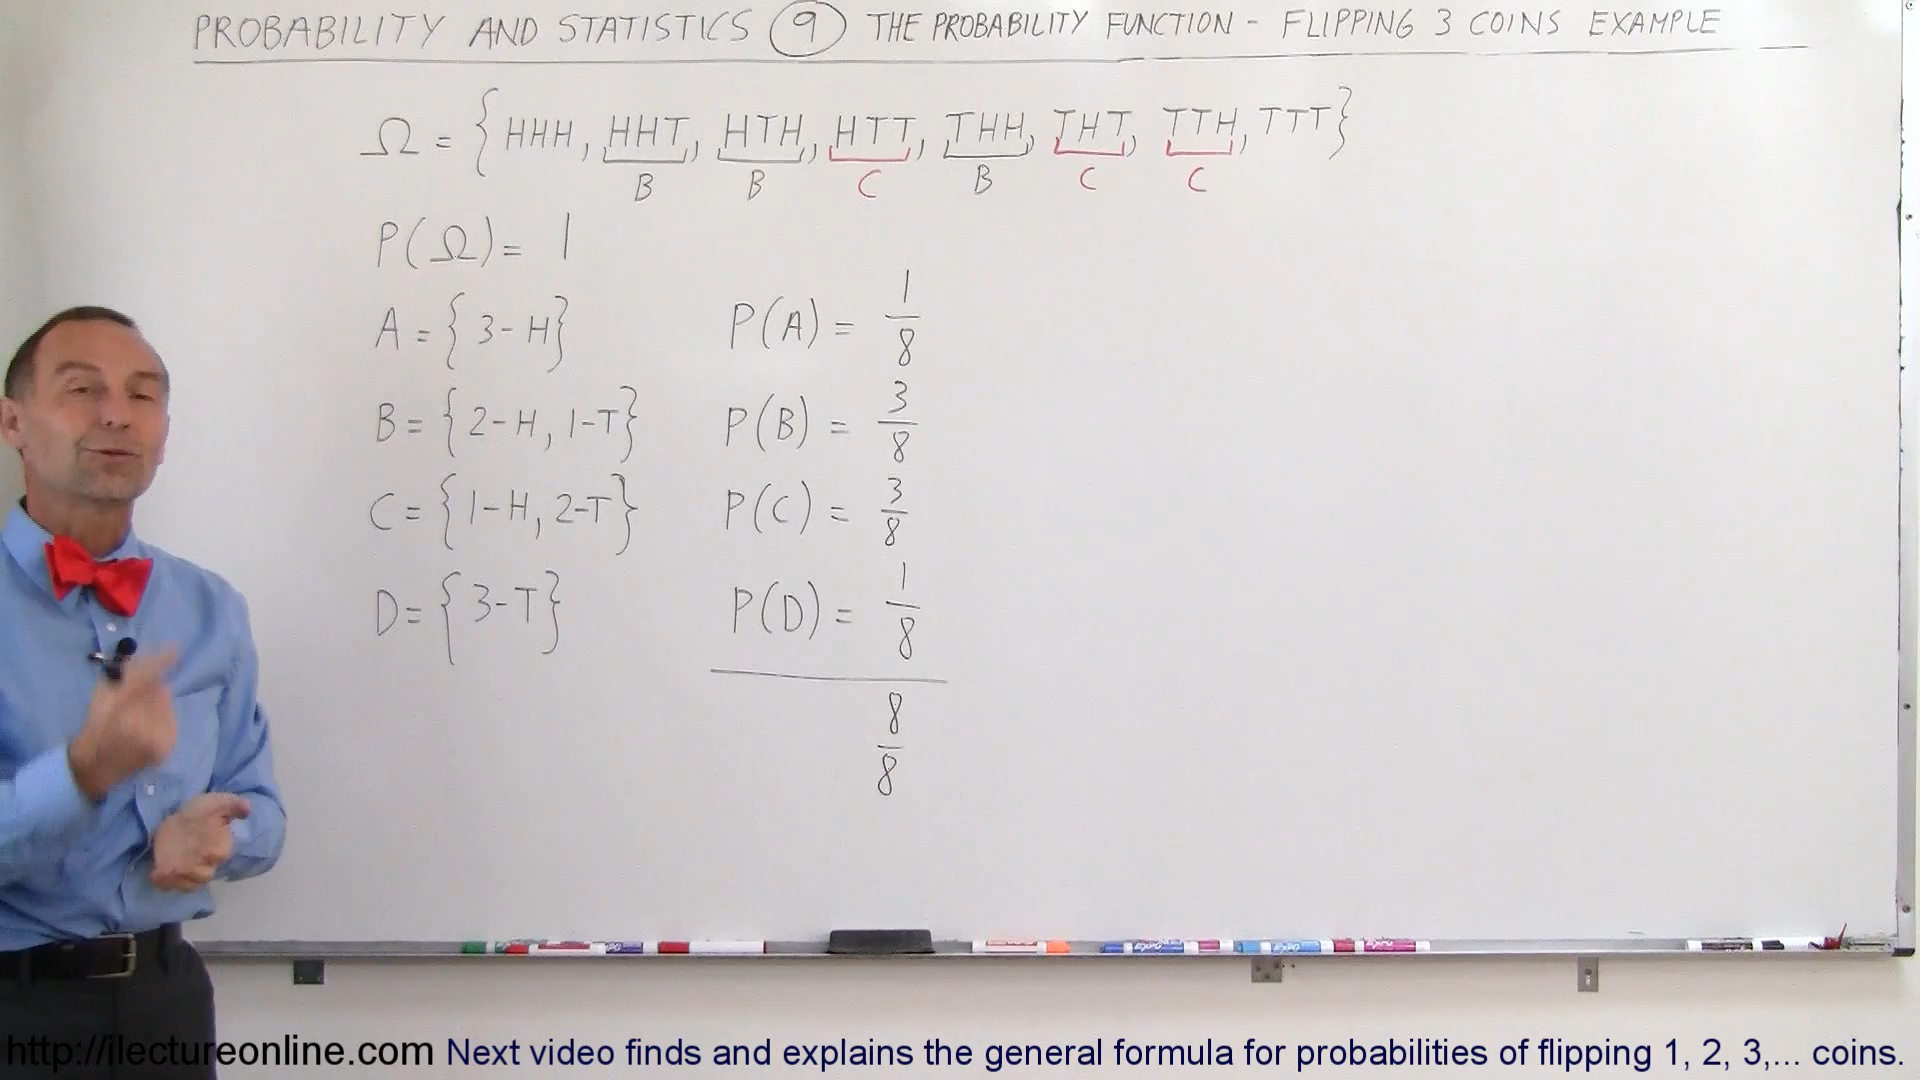 PROBABILITY AND STATISTICS 9 THE PROBABILITY FUNCTION - FLIPPING 3 COINS EXAMPLE
Ω = {HHH, HHT, HTH, HTT, THH, THT, TTH, TTT}
B B C B C C
P(Ω) = 1
A = {3-H} P(A) = 1/8
B = {2-H, 1-T} P(B) = 3/8
C = {1-H, 2-T} P(C) = 3/8
D = {3-T} P(D) = 1/8
8/8
http://ilectureonline.com Next video finds and explains the general formula for probabilities of flipping 1, 2, 3,... coins.